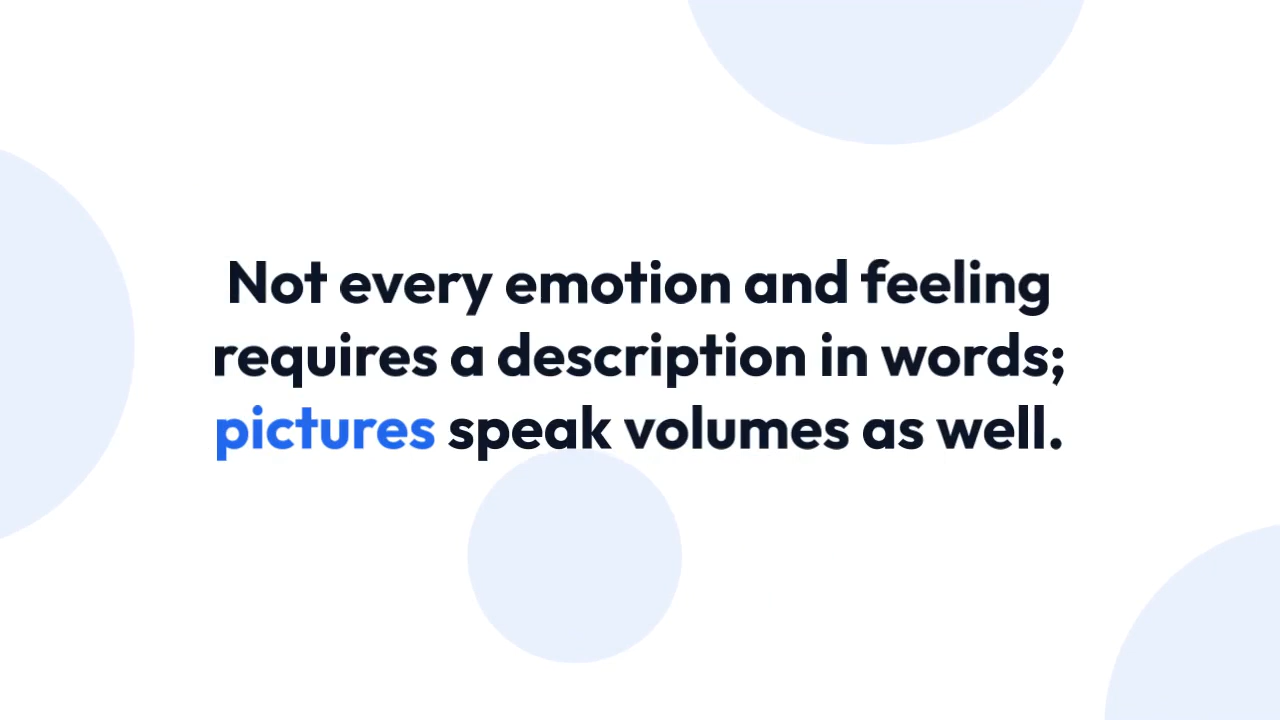 Not every emotion and feeling
requires a description in words;
pictures speak volumes as well.